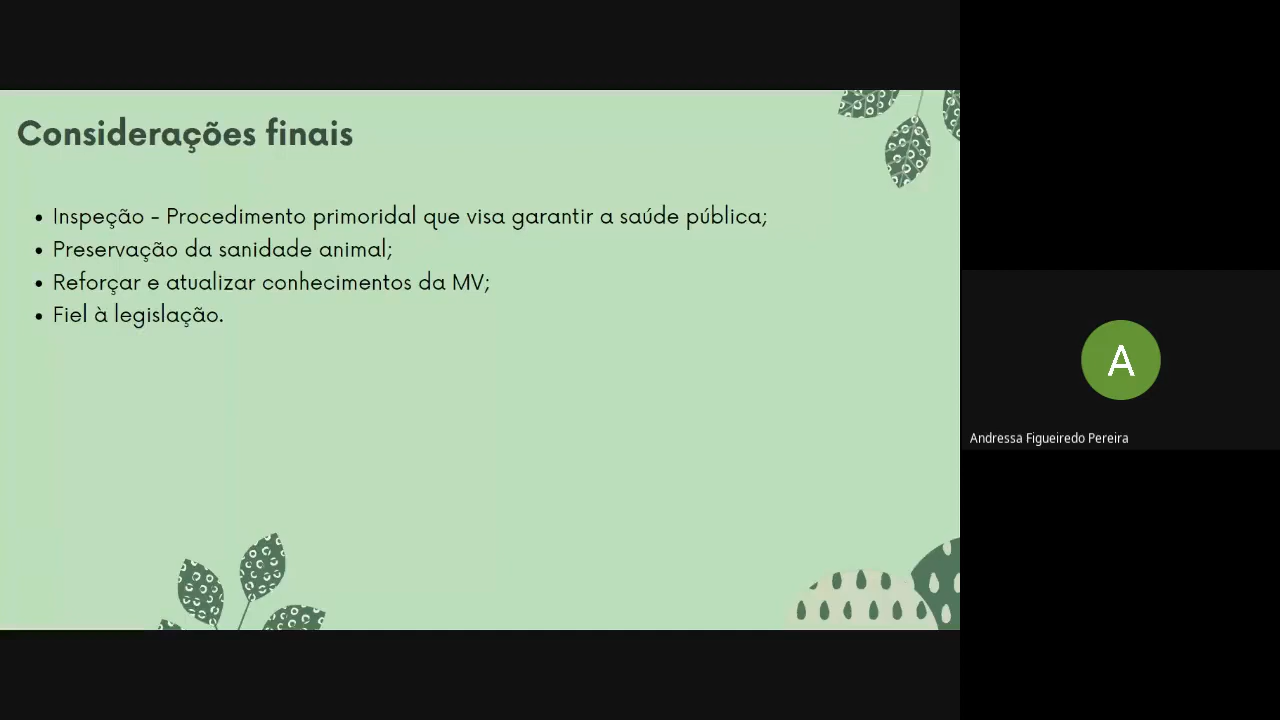 Considerações finais
• Inspeção - Procedimento primoridal que visa garantir a saúde pública;
• Preservação da sanidade animal;
• Reforçar e atualizar conhecimentos da MV;
• Fiel à legislação.
A
Andressa Figueiredo Pereira